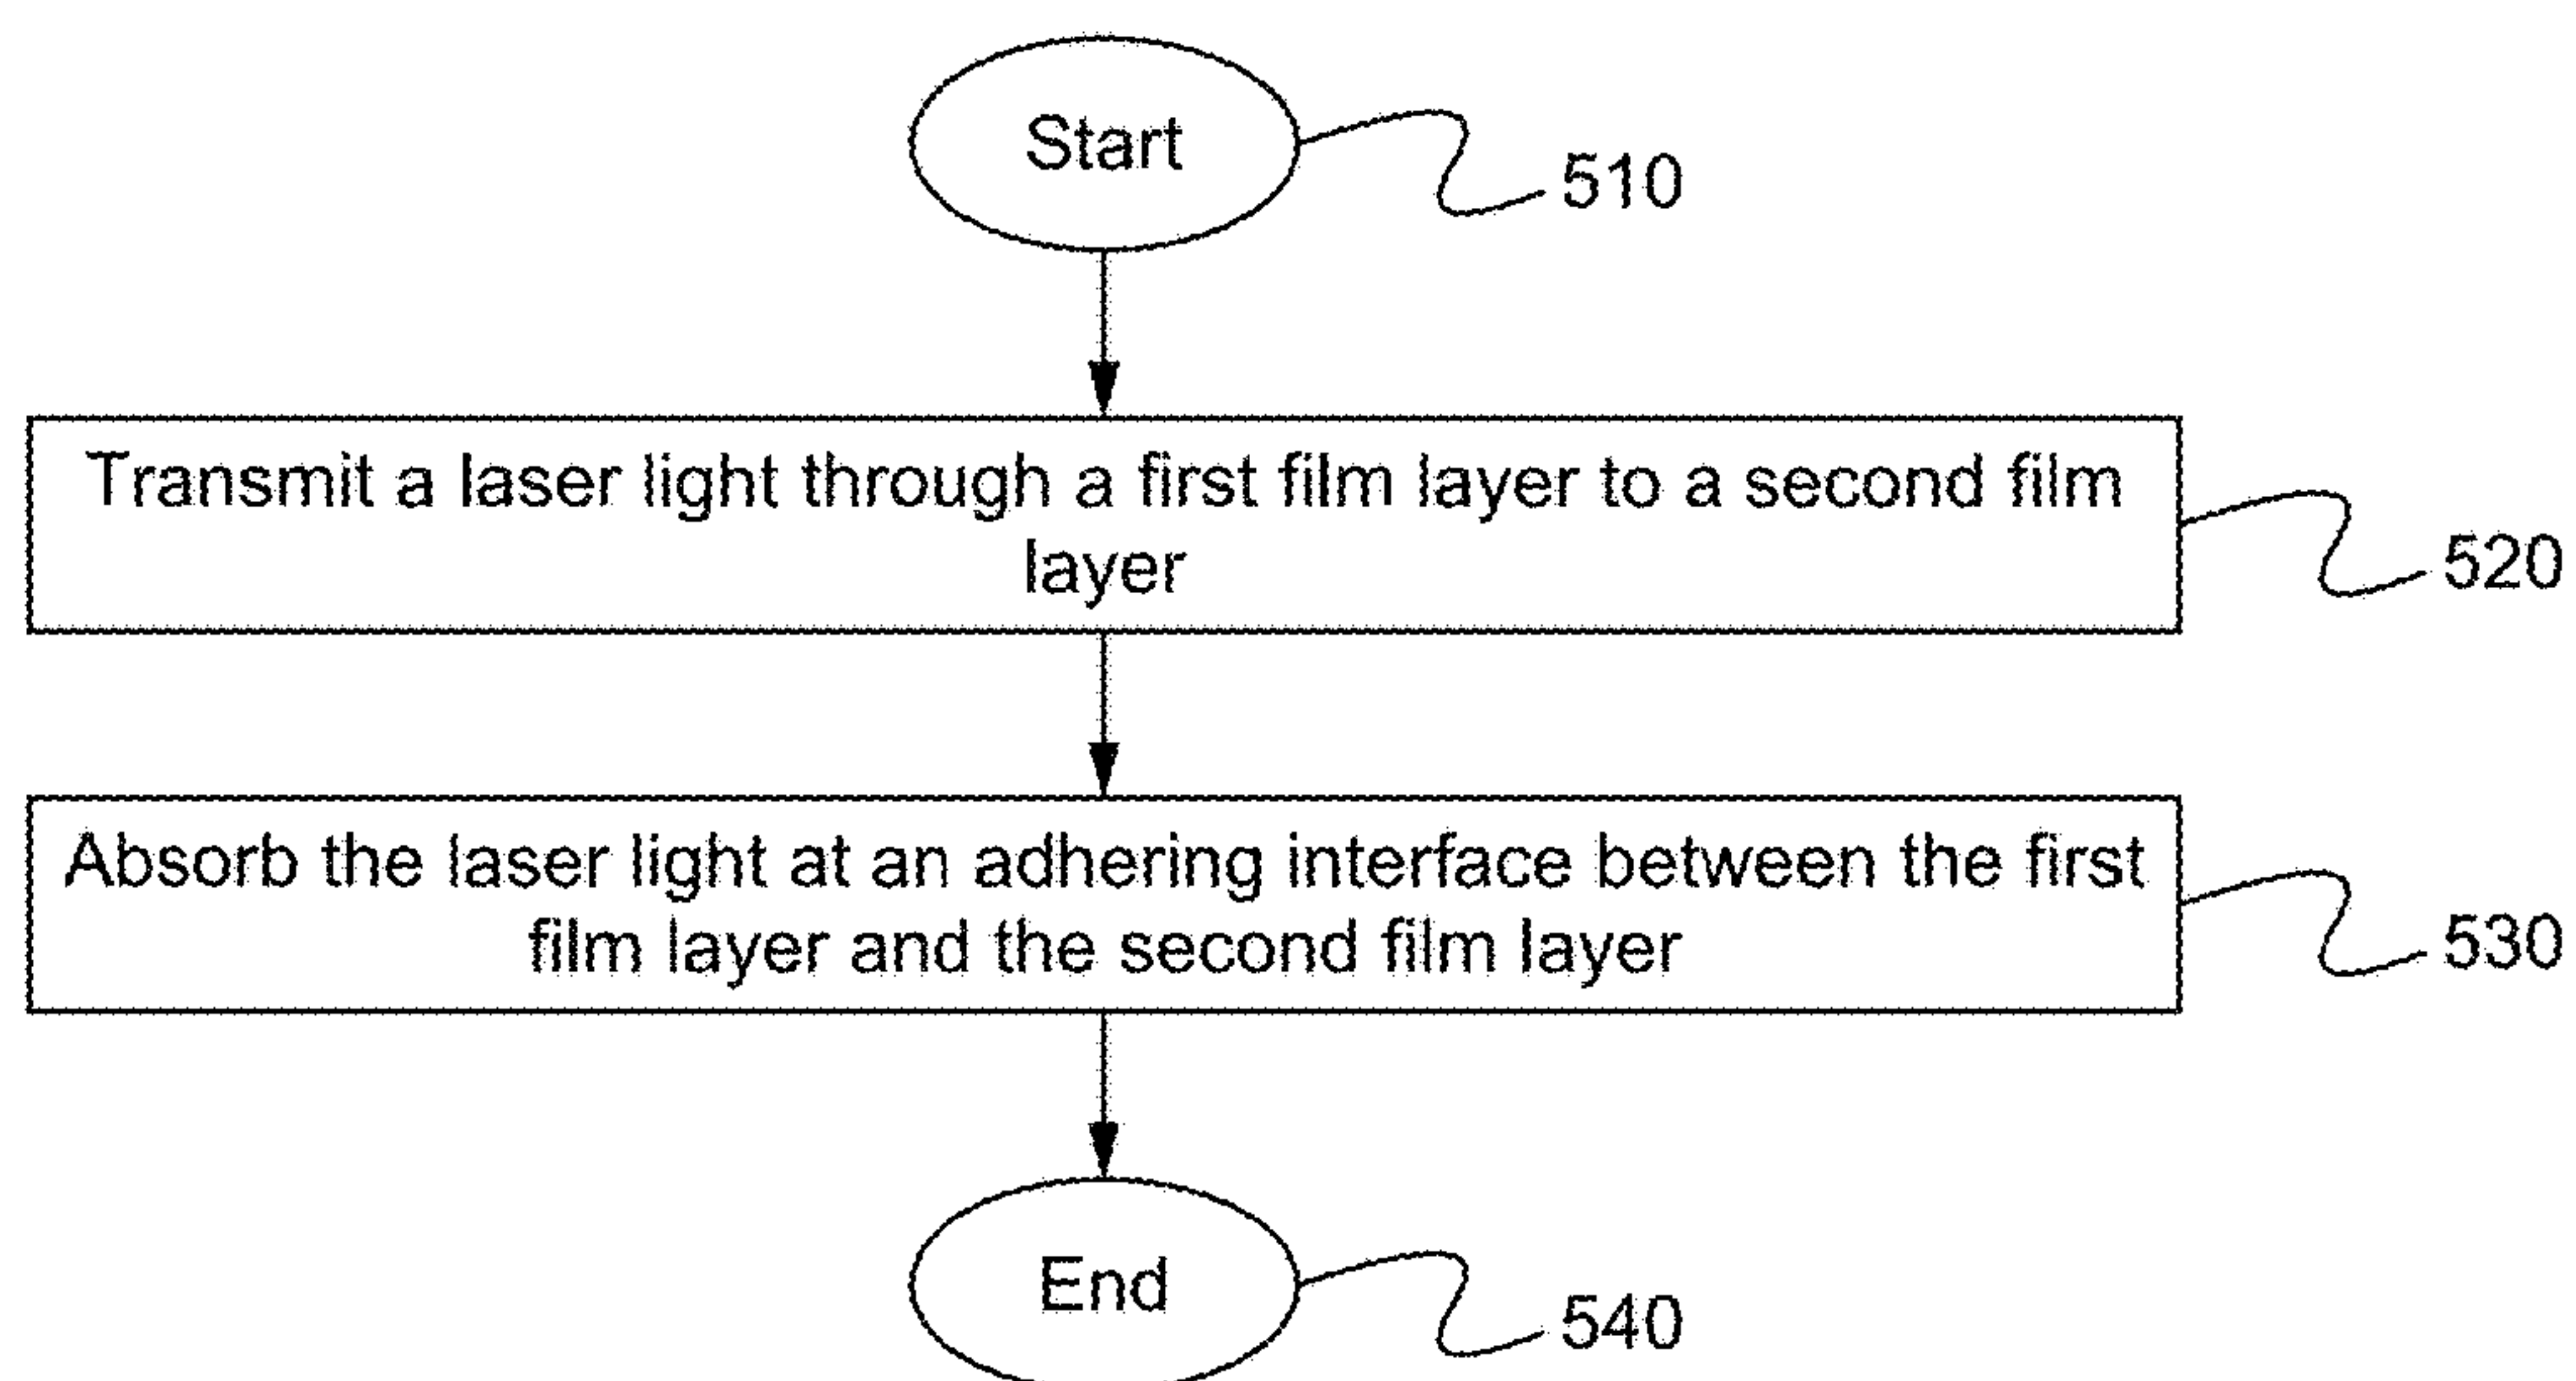 Start
510
Transmit a laser light through a first film layer to a second film
layer
520
Absorb the laser light at an adhering interface between the first
film layer and the second film layer
530
End
540